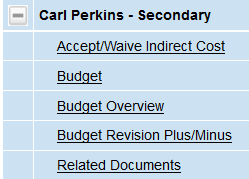 Carl Perkins - Secondary
Accept/Waive Indirect Cost
Budget
Budget Overview
Budget Revision Plus/Minus
Related Documents